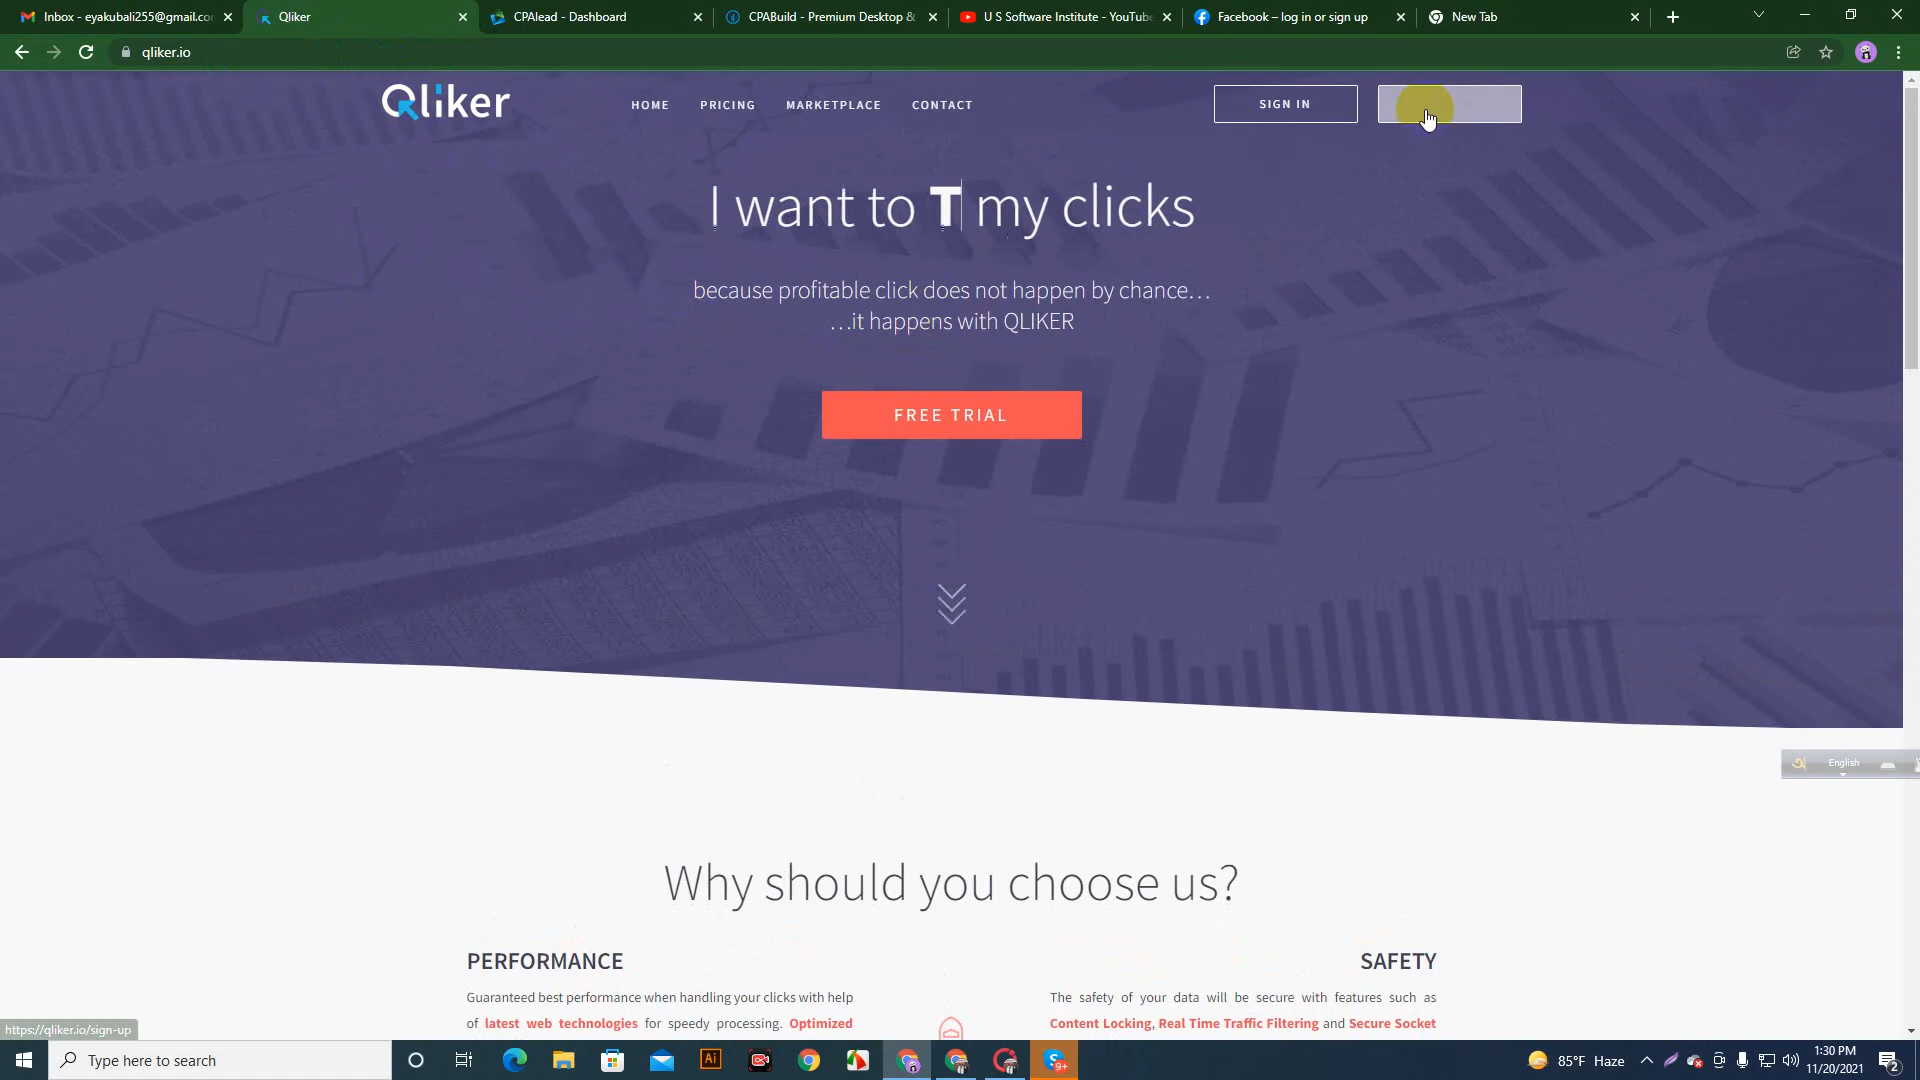 Inbox - eyakubali255@gmail.co
Qliker
CPAlead - Dashboard
CPABuild - Premium Desktop &
U S Software Institute - YouTube
Facebook – log in or sign up
New Tab
qliker.io
Qliker
HOME
PRICING
MARKETPLACE
CONTACT
SIGN IN
I want to T my clicks
because profitable click does not happen by chance…
…it happens with QLIKER
FREE TRIAL
English
Why should you choose us?
PERFORMANCE
Guaranteed best performance when handling your clicks with help
of latest web technologies for speedy processing. Optimized
SAFETY
The safety of your data will be secure with features such as
Content Locking, Real Time Traffic Filtering and Secure Socket
https://qliker.io/sign-up
Type here to search
Ai
9+
85°F Haze
1:30 PM
11/20/2021
2